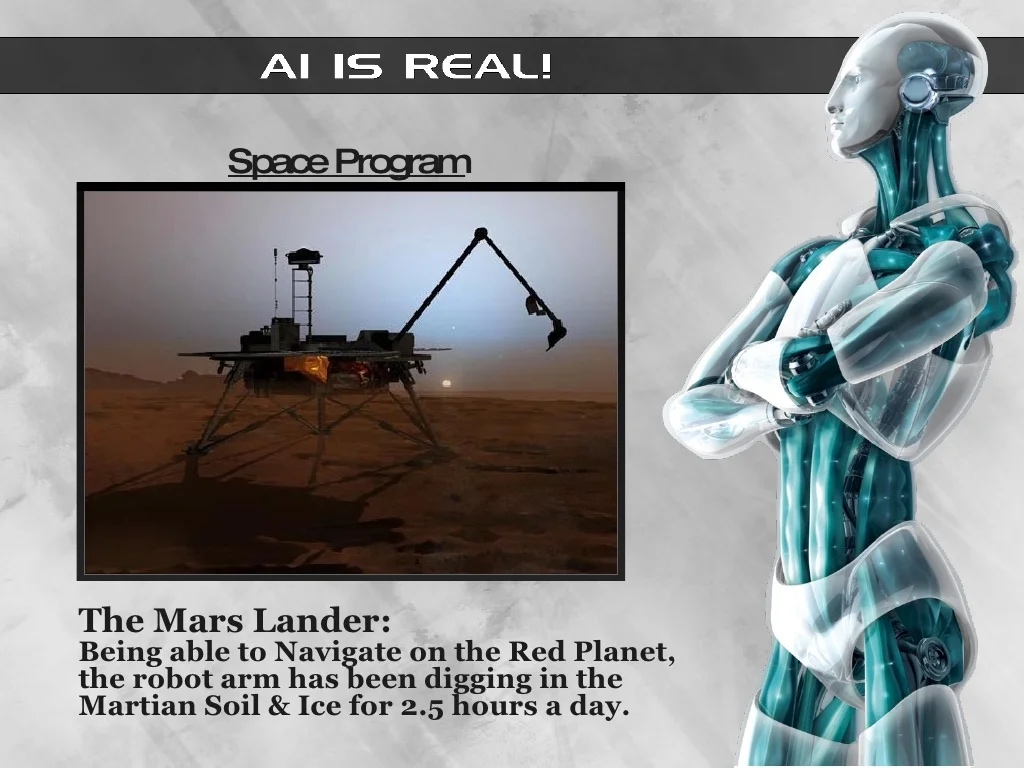 AI IS REAL!
Space Program
The Mars Lander:
Being able to Navigate on the Red Planet,
the robot arm has been digging in the
Martian Soil & Ice for 2.5 hours a day.